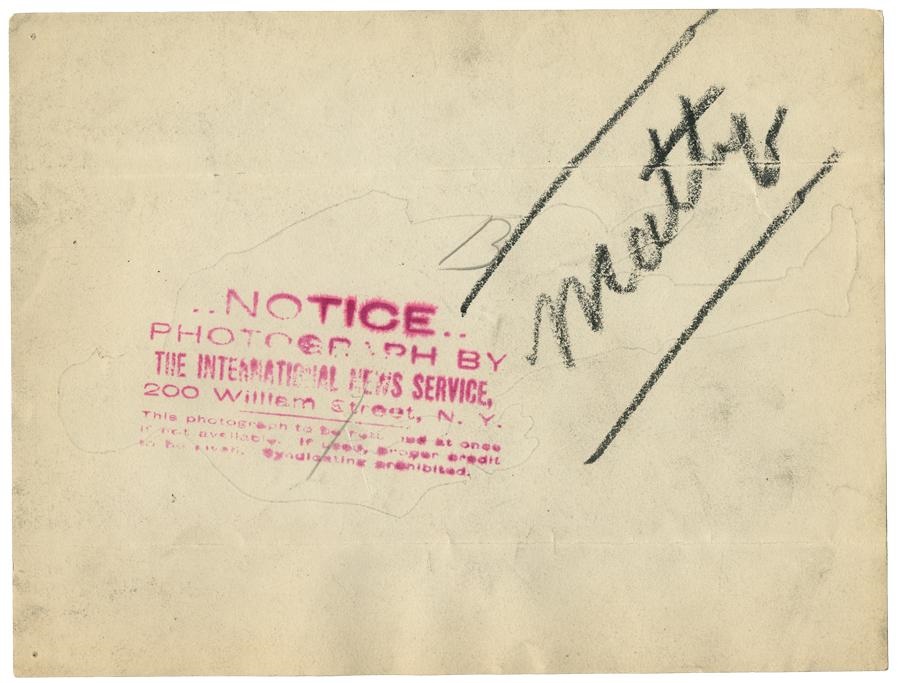 Matty
B
..NOTICE..
PHOTOGRAPH BY
THE INTERNATIONAL NEWS SERVICE,
200 William Street, N. Y.
This photograph to be returned at once
if not available. If used, proper credit
to be given. Syndicating prohibited.